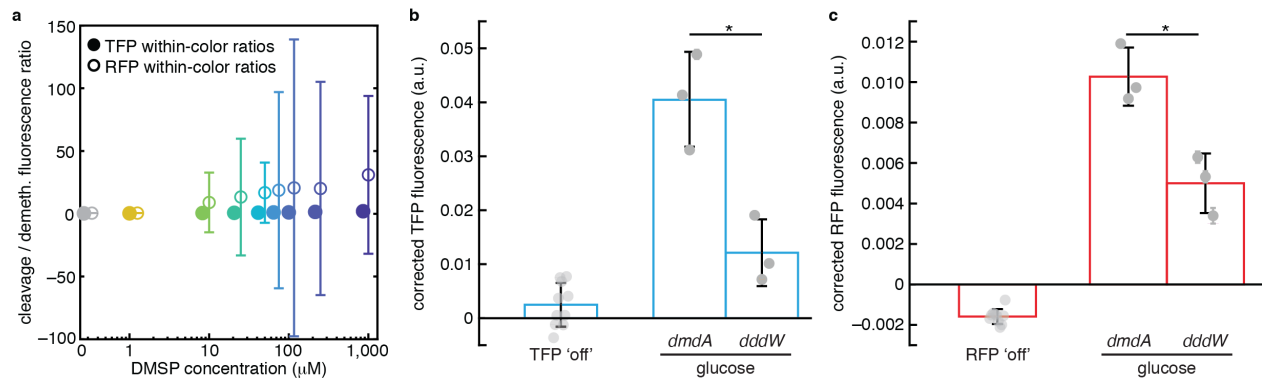 a
cleavage / demeth. fluorescence ratio
150
100
50
0
−50
−100
TFP within-color ratios
RFP within-color ratios
0
1
10
100
1,000
DMSP concentration (μM)
b
corrected TFP fluorescence (a.u.)
0.05
0.04
0.03
0.02
0.01
0
*
TFP ‘off’
dmdA
dddW
glucose
c
corrected RFP fluorescence (a.u.)
0.012
0.010
0.008
0.006
0.004
0.002
0
−0.002
*
RFP ‘off’
dmdA
dddW
glucose